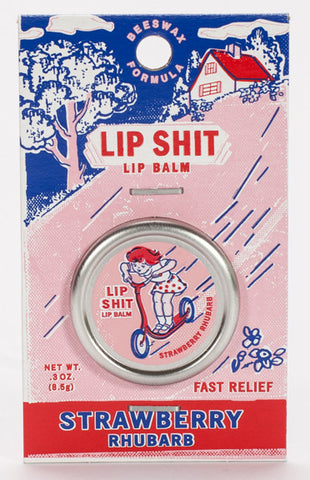 BEESWAX
FORMULA
LIP SHIT
LIP BALM
LIP
SHIT
LIP BALM
STRAWBERRY RHUBARB
NET WT.
.3 OZ.
(8.5g)
FAST RELIEF
STRAWBERRY
RHUBARB